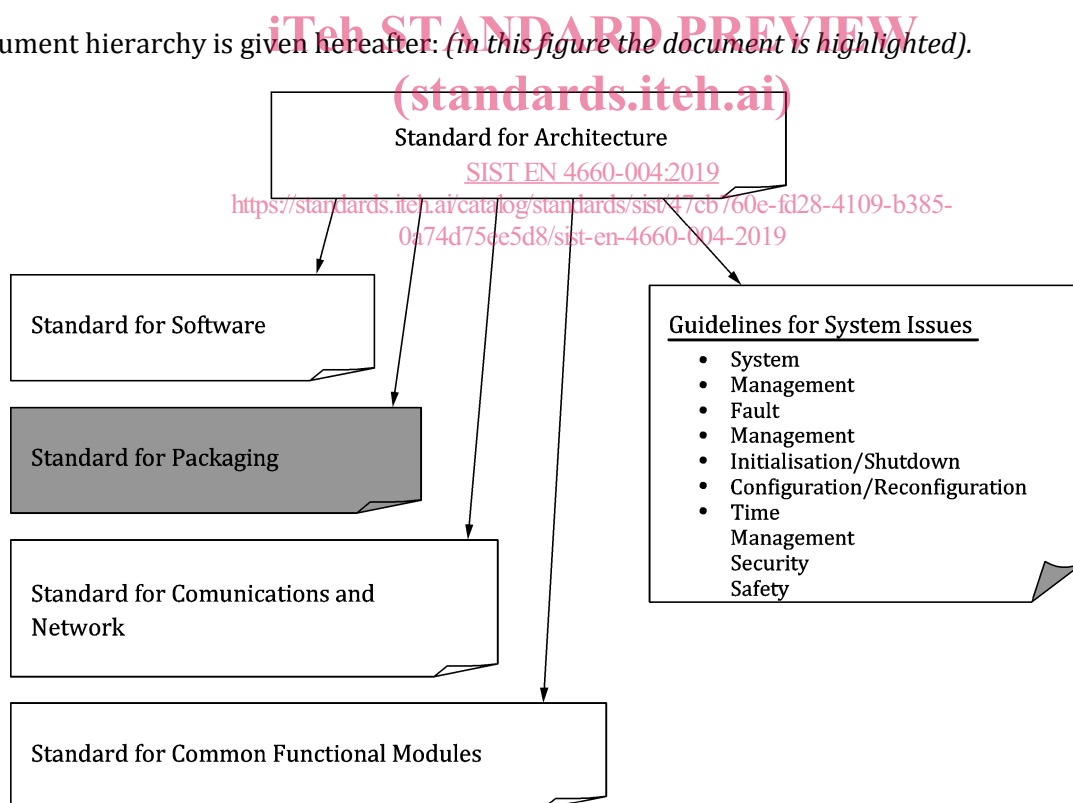 ument hierarchy is given hereafter: (in this figure the document is highlighted).
iTeh STANDARD PREVIEW
(standards.iteh.ai)
Standard for Architecture
SIST EN 4660-004:2019
https://standards.iteh.ai/catalog/standards/sist/47cb760e-fd28-4109-b385-
0a74d75ee5d8/sist-en-4660-004-2019
Standard for Software
Standard for Packaging
Standard for Comunications and
Network
Standard for Common Functional Modules
Guidelines for System Issues
• System
• Management
• Fault
• Management
• Initialisation/Shutdown
• Configuration/Reconfiguration
• Time
Management
Security
Safety